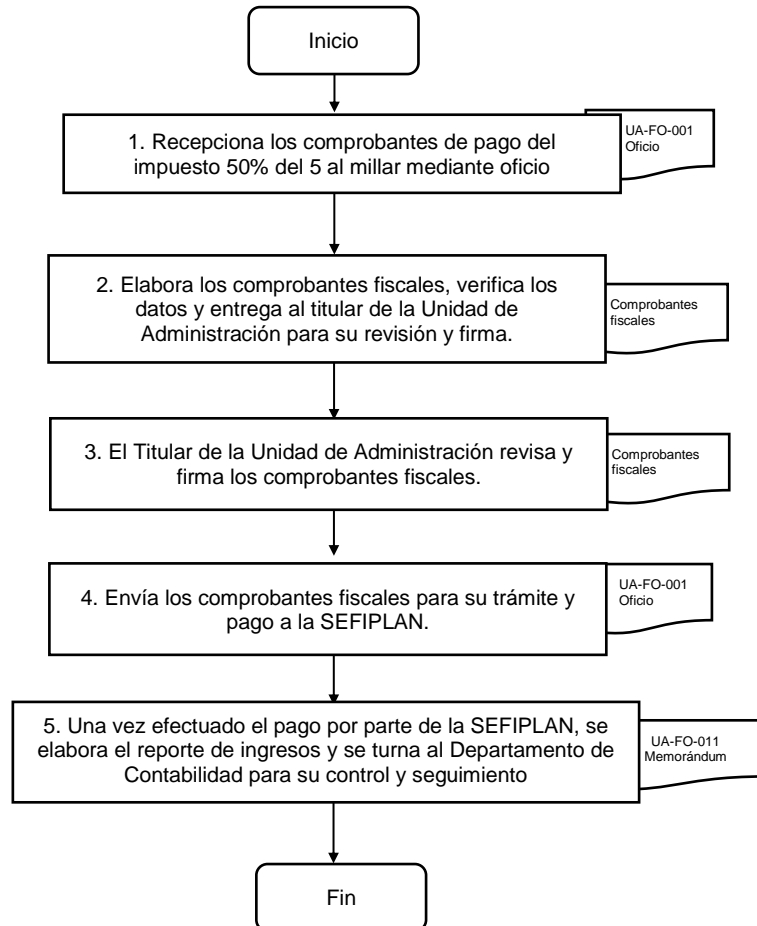 Inicio
1. Recepciona los comprobantes de pago del
impuesto 50% del 5 al millar mediante oficio
UA-FO-001
Oficio
2. Elabora los comprobantes fiscales, verifica los
datos y entrega al titular de la Unidad de
Administración para su revisión y firma.
Comprobantes
fiscales
3. El Titular de la Unidad de Administración revisa y
firma los comprobantes fiscales.
Comprobantes
fiscales
4. Envía los comprobantes fiscales para su trámite y
pago a la SEFIPLAN.
UA-FO-001
Oficio
5. Una vez efectuado el pago por parte de la SEFIPLAN, se
elabora el reporte de ingresos y se turna al Departamento de
Contabilidad para su control y seguimiento
UA-FO-011
Memorándum
Fin